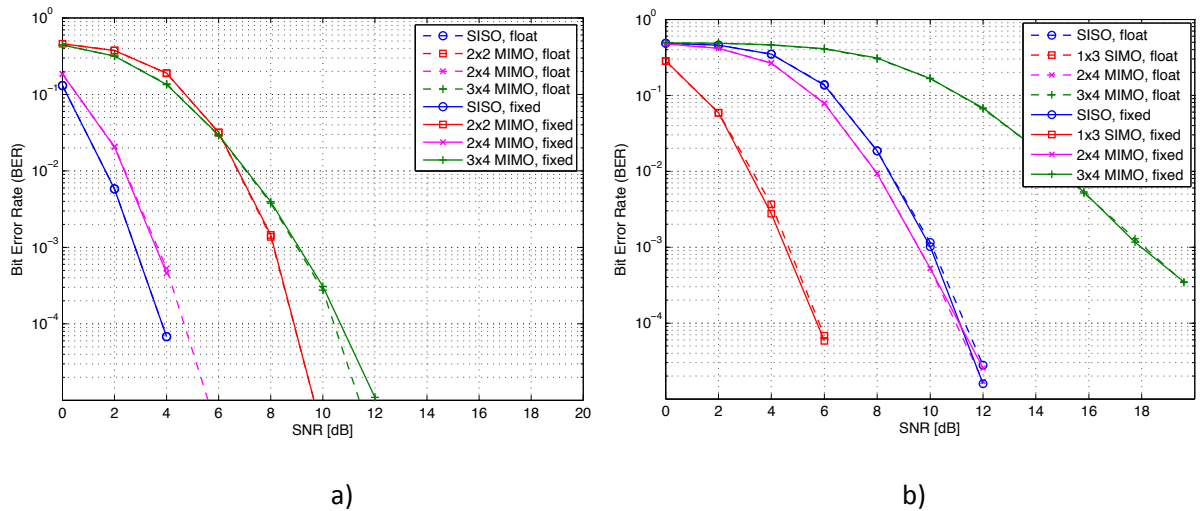 10^0
10^-1
10^-2
10^-3
10^-4
Bit Error Rate (BER)
0 2 4 6 8 10 12 14 16 18 20
SNR [dB]
SISO, float
2x2 MIMO, float
2x4 MIMO, float
3x4 MIMO, float
SISO, fixed
2x2 MIMO, fixed
2x4 MIMO, fixed
3x4 MIMO, fixed
a)
10^0
10^-1
10^-2
10^-3
10^-4
Bit Error Rate (BER)
0 2 4 6 8 10 12 14 16 18
SNR [dB]
SISO, float
1x3 SIMO, float
2x4 MIMO, float
3x4 MIMO, float
SISO, fixed
1x3 SIMO, fixed
2x4 MIMO, fixed
3x4 MIMO, fixed
b)